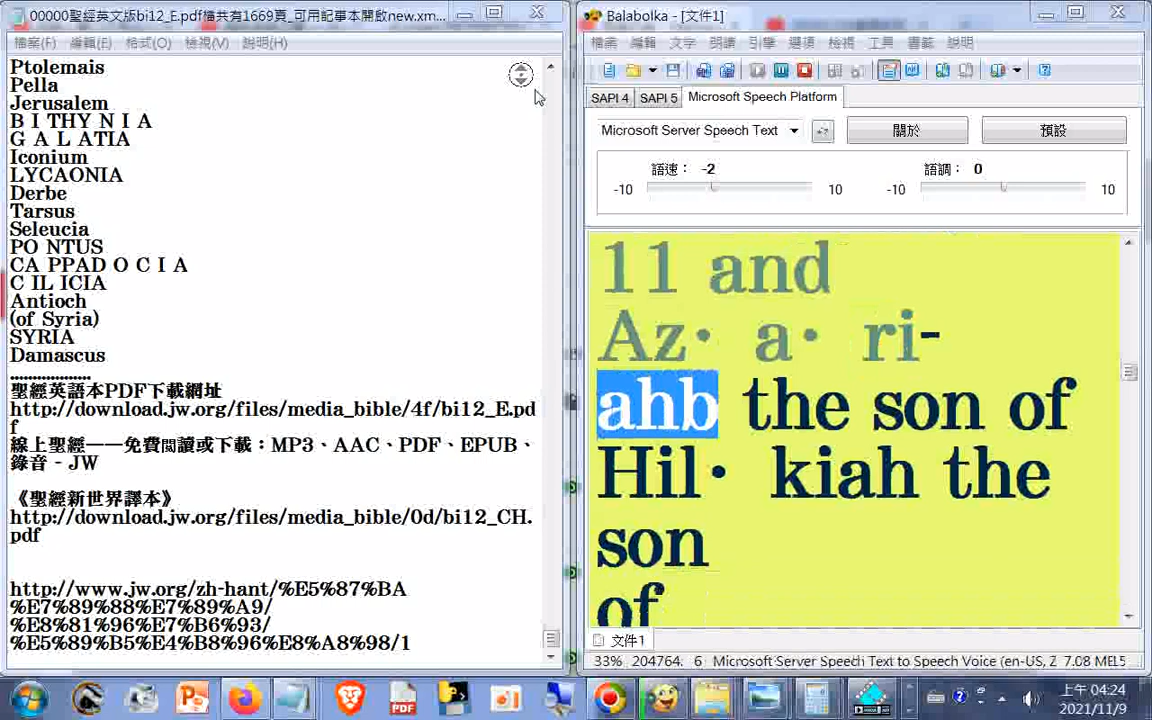 00000聖經英文版bi12_E.pdf檔共有1669頁_可用記事本開啟new.xm...
檔案(F) 編輯(E) 格式(O) 檢視(V) 說明(H)
Ptolemais
Pella
Jerusalem
B I THY N I A
G A L ATIA
Iconium
LYCAONIA
Derbe
Tarsus
Seleucia
PO NTUS
CA PPAD O C I A
C IL ICIA
Antioch
(of Syria)
SYRIA
Damascus
..................
聖經英語本PDF下載網址
http://download.jw.org/files/media_bible/4f/bi12_E.pd
f
線上聖經——免費閱讀或下載：MP3、AAC、PDF、EPUB、
錄音 - JW
《聖經新世界譯本》
http://download.jw.org/files/media_bible/0d/bi12_CH.
pdf
http://www.jw.org/zh-hant/%E5%87%BA
%E7%89%88%E7%89%A9/
%E8%81%96%E7%B6%93/
%E5%89%B5%E4%B8%96%E8%A8%98/1
Balabolka - [文件1]
檔案 編輯 文字 朗讀 引擎 選項 檢視 工具 書籤 說明
SAPI 4 SAPI 5 Microsoft Speech Platform
Microsoft Server Speech Text 關於 預設
語速： -2 語調： 0
-10 10 -10 10
11 and
Az· a· ri-
ahb the son of
Hil· kiah the
son
of
文件1
33% 204764. 6 Microsoft Server Speech Text to Speech Voice (en-US, Z 7.08 MB
PDF
上午 04:24
2021/11/9